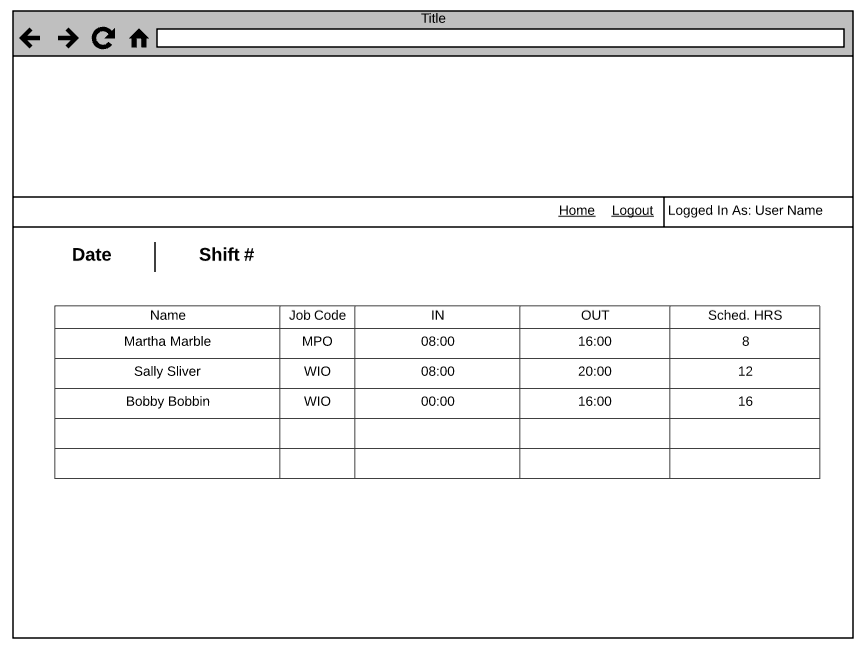 Title
Home Logout Logged In As: User Name
Date Shift #
Name Job Code IN OUT Sched. HRS
Martha Marble MPO 08:00 16:00 8
Sally Sliver WIO 08:00 20:00 12
Bobby Bobbin WIO 00:00 16:00 16